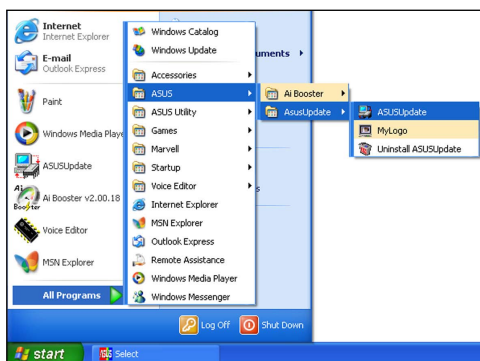 Internet
Internet Explorer
E-mail
Outlook Express
Paint
Windows Media Playe
ASUSUpdate
Ai Booster v2.00.18
Voice Editor
MSN Explorer
All Programs
Windows Catalog
Windows Update
Accessories
ASUS
ASUS Utility
Games
Marvell
Startup
Voice Editor
Internet Explorer
MSN Explorer
Outlook Express
Remote Assistance
Windows Media Player
Windows Messenger
uments
s
Ai Booster
AsusUpdate
ASUSUpdate
MyLogo
Uninstall ASUSUpdate
Log Off
Shut Down
start
Select